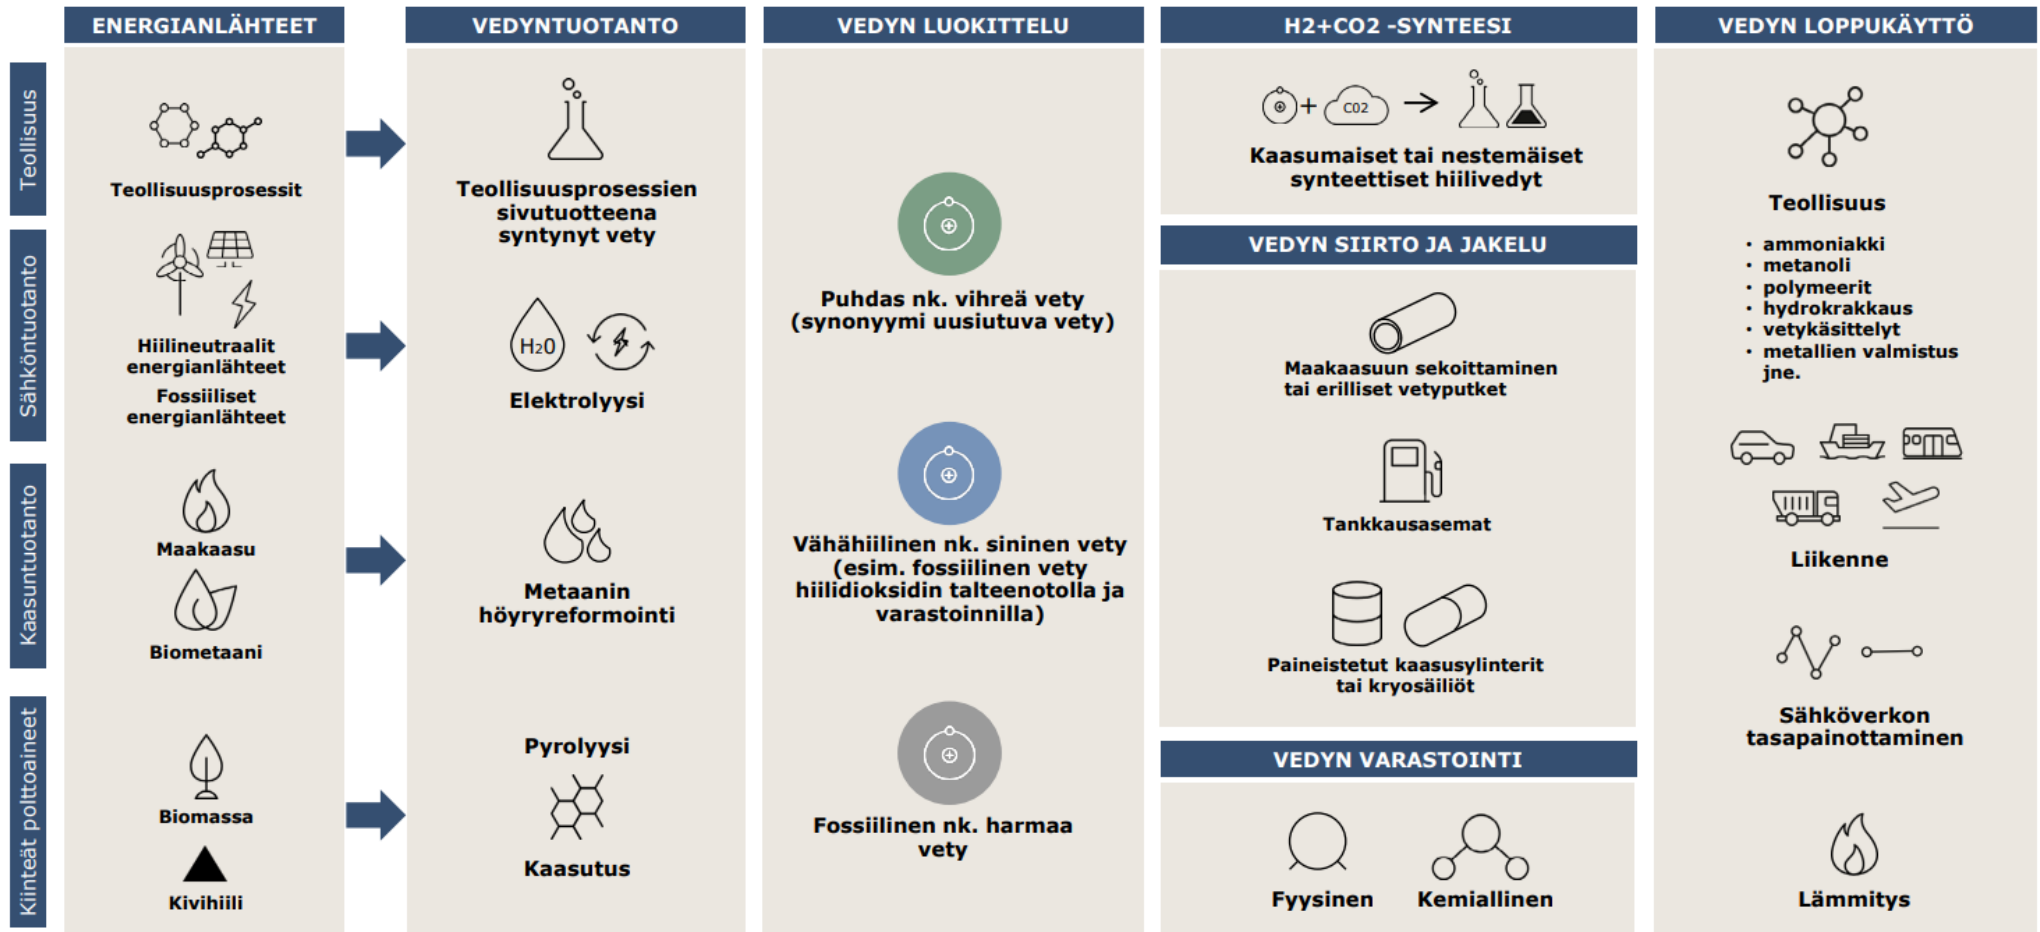 ENERGIANLÄHTEET
Teollisuus
Teollisuusprosessit
Sähköntuotanto
Hiilineutraalit
energianlähteet
Fossiiliset
energianlähteet
Kaasuntuotanto
Maakaasu
Biometaani
Kiinteät polttoaineet
Biomassa
Kivihiili
VEDYNTUOTANTO
Teollisuusprosessien
sivutuotteena
syntynyt vety
H20
Elektrolyysi
Metaanin
höyryreformointi
Pyrolyysi
Kaasutus
VEDYN LUOKITTELU
Puhdas nk. vihreä vety
(synonyymi uusiutuva vety)
Vähähiilinen nk. sininen vety
(esim. fossiilinen vety
hiilidioksidin talteenotolla ja
varastoinnilla)
Fossiilinen nk. harmaa
vety
H2+CO2 -SYNTEESI
+ C02
Kaasumaiset tai nestemäiset
synteettiset hiilivedyt
VEDYN SIIRTO JA JAKELU
Maakaasuun sekoittaminen
tai erilliset vetyputket
Tankkausasemat
Paineistetut kaasusylinterit
tai kryosäiliöt
VEDYN VARASTOINTI
Fyysinen
Kemiallinen
VEDYN LOPPUKÄYTTÖ
Teollisuus
• ammoniakki
• metanoli
• polymeerit
• hydrokrakkaus
• vetykäsittelyt
• metallien valmistus
jne.
Liikenne
Sähköverkon
tasapainottaminen
Lämmitys